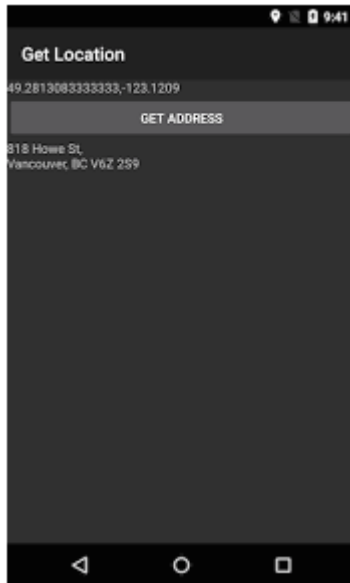 9:41
Get Location
49.2813083333333,-123.1209
GET ADDRESS
818 Howe St,
Vancouver, BC V6Z 2S9